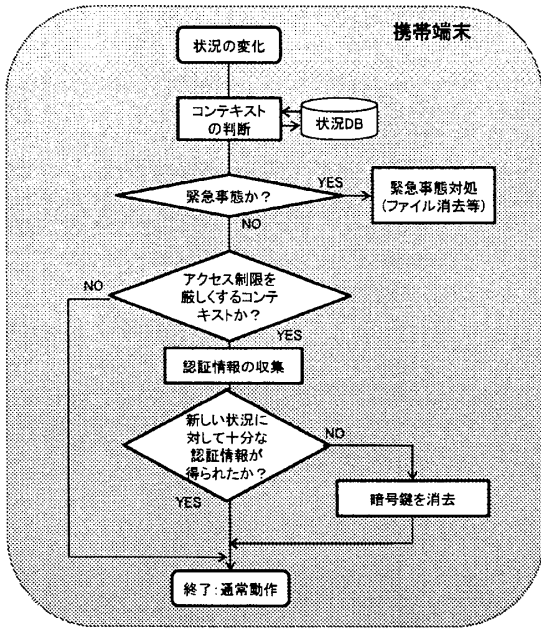 携帯端末
状況の変化
コンテキスト
の判断
状況DB
緊急事態か？
YES
緊急事態対処
(ファイル消去等)
NO
アクセス制限を
厳しくするコンテ
キストか？
NO
YES
認証情報の収集
新しい状況に
対して十分な
認証情報が
得られたか？
NO
YES
暗号鍵を消去
終了：通常動作